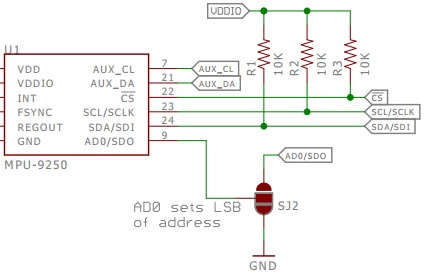 VDDIO
U1
R1
10K
R2
10K
R3
10K
VDD
AUX_CL
7
AUX_CL
VDDIO
AUX_DA
21
AUX_DA
INT
CS
22
CS
FSYNC
SCL/SCLK
23
SCL/SCLK
REGOUT
SDA/SDI
24
SDA/SDI
GND
AD0/SDO
9
MPU-9250
AD0/SDO
AD0 sets LSB
of address
SJ2
GND